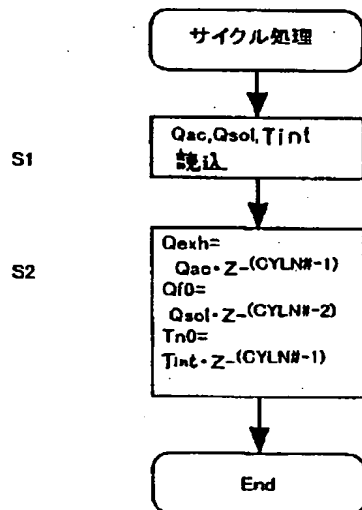 サイクル処理
S1
Qac,Qsol,Tint
読込
S2
Qexh=
Qac・Z-(CYLN#-1)
Qf0=
Qsol・Z-(CYLN#-2)
Tn0=
Tint・Z-(CYLN#-1)
End